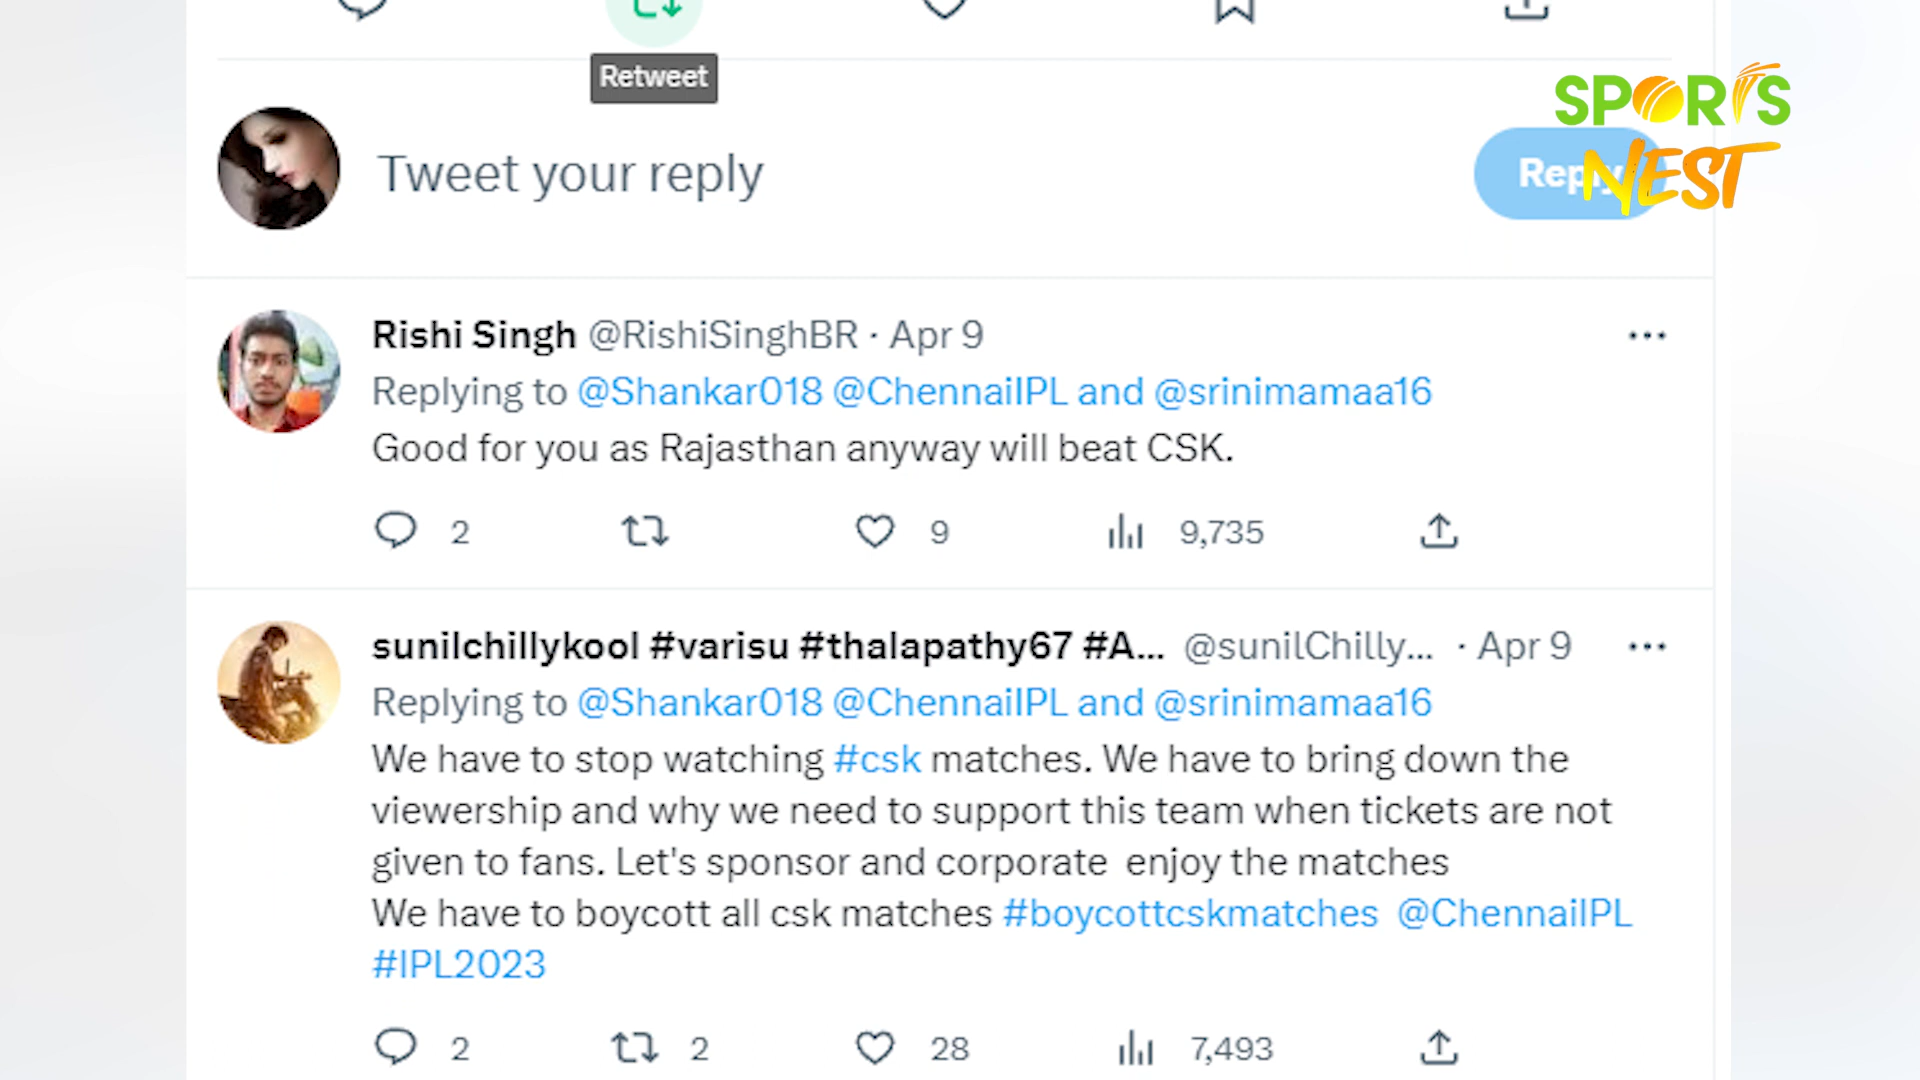 Retweet
SPORTS
NEST
Tweet your reply
Reply
Rishi Singh @RishiSinghBR · Apr 9
Replying to @Shankar018 @ChennaiIPL and @srinimamaa16
Good for you as Rajasthan anyway will beat CSK.
2 9 9,735
sunilchillykool #varisu #thalapathy67 #A... @sunilChilly... · Apr 9
Replying to @Shankar018 @ChennaiIPL and @srinimamaa16
We have to stop watching #csk matches. We have to bring down the
viewership and why we need to support this team when tickets are not
given to fans. Let's sponsor and corporate enjoy the matches
We have to boycott all csk matches #boycottcskmatches @ChennaiIPL
#IPL2023
2 2 28 7,493